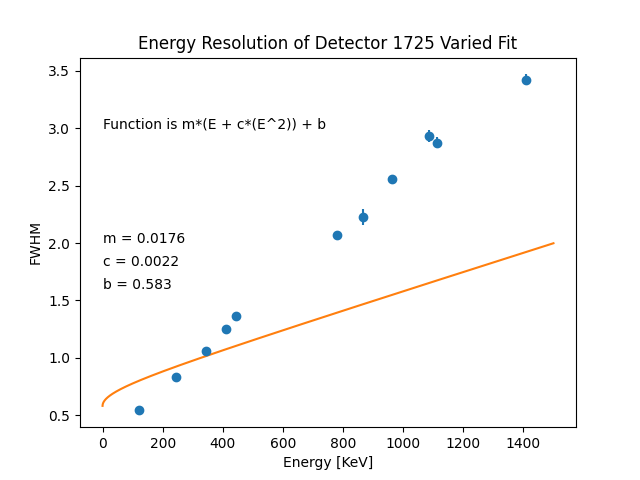 Energy Resolution of Detector 1725 Varied Fit
3.5
3.0
2.5
2.0
1.5
1.0
0.5
FWHM
Function is m*(E + c*(E^2)) + b
m = 0.0176
c = 0.0022
b = 0.583
0 200 400 600 800 1000 1200 1400
Energy [KeV]